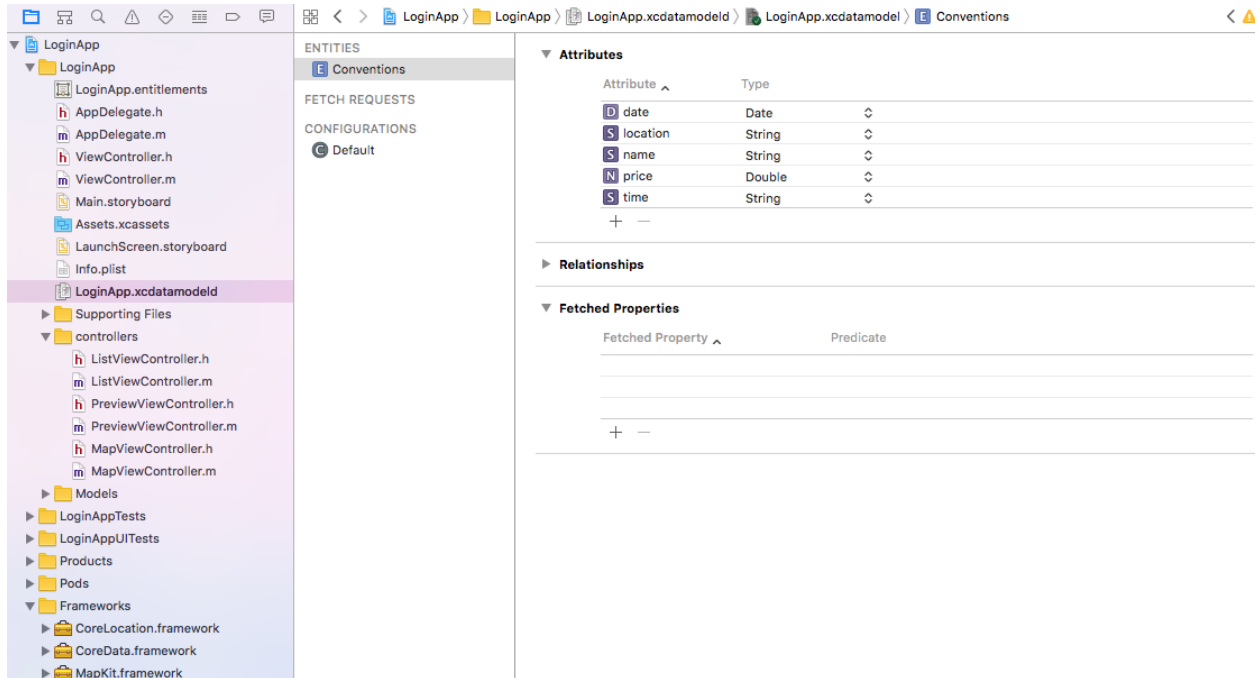 LoginApp 〉 LoginApp 〉 LoginApp.xcdatamodeld 〉 LoginApp.xcdatamodel 〉 E Conventions
LoginApp
LoginApp
LoginApp.entitlements
h AppDelegate.h
m AppDelegate.m
h ViewController.h
m ViewController.m
Main.storyboard
Assets.xcassets
LaunchScreen.storyboard
Info.plist
LoginApp.xcdatamodeld
Supporting Files
controllers
h ListViewController.h
m ListViewController.m
h PreviewViewController.h
m PreviewViewController.m
h MapViewController.h
m MapViewController.m
Models
LoginAppTests
LoginAppUITests
Products
Pods
Frameworks
CoreLocation.framework
CoreData.framework
MapKit.framework
ENTITIES
E Conventions
FETCH REQUESTS
CONFIGURATIONS
C Default
Attributes
Attribute Type
D date Date
S location String
S name String
N price Double
S time String
+ −
Relationships
Fetched Properties
Fetched Property Predicate
+ −